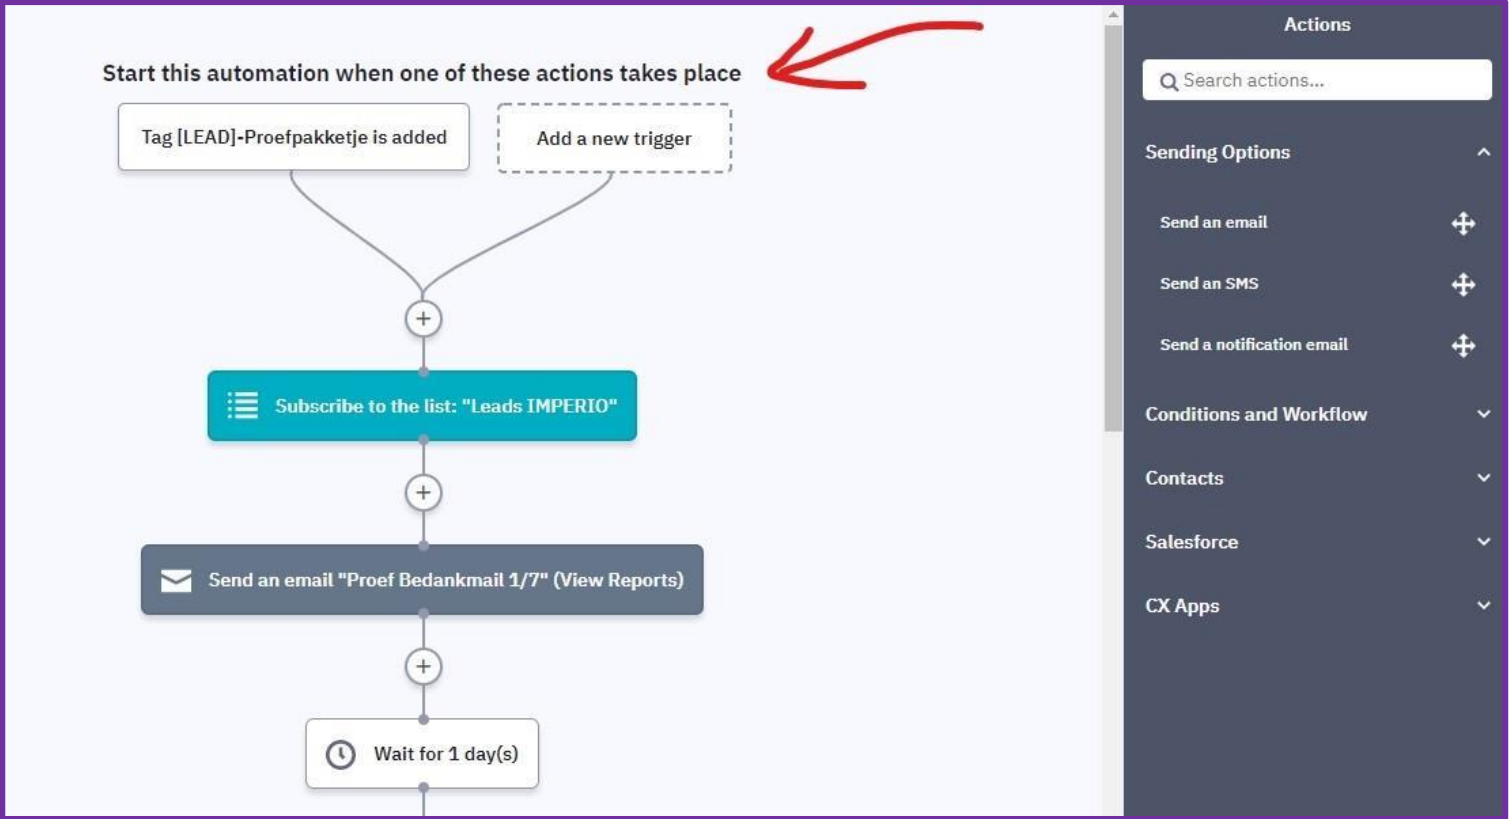 Start this automation when one of these actions takes place
Tag [LEAD]-Proefpakketje is added
Add a new trigger
Subscribe to the list: "Leads IMPERIO"
Send an email "Proef Bedankmail 1/7" (View Reports)
Wait for 1 day(s)
Actions
Search actions...
Sending Options
Send an email
Send an SMS
Send a notification email
Conditions and Workflow
Contacts
Salesforce
CX Apps